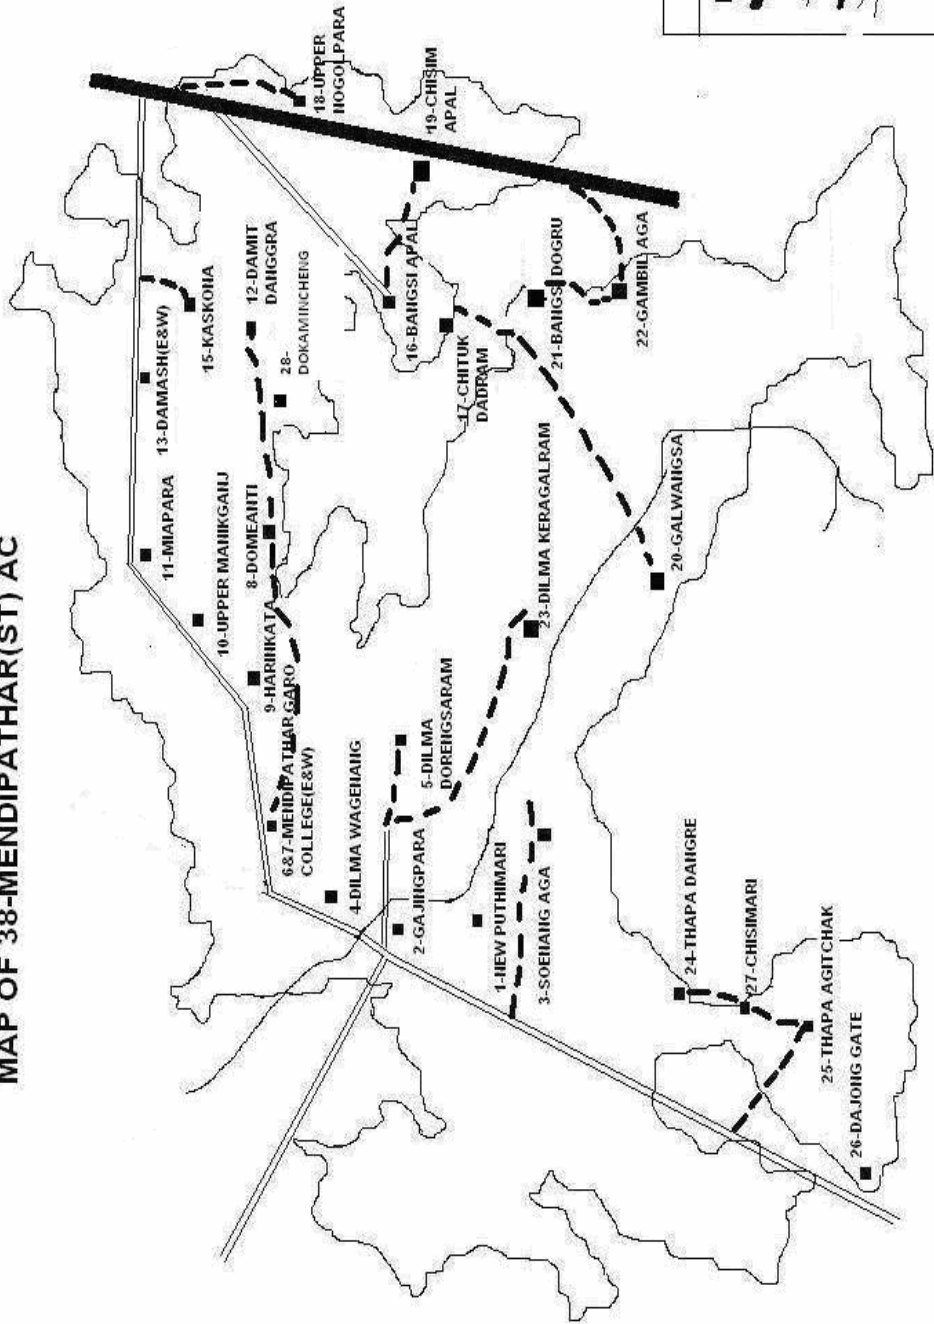 MAP OF 38-MENDIPATHAR(ST) AC
18-UPPER
NOGOLPARA
19-CHISIM
APAL
12-DAMIT
DANGGRA
15-KASKONA
13-DAMASH(E&W)
28-
DOKAMINCHENG
16-BANGSI APAL
17-CHITUK
DADRAM
21-BANGSI DOGRU
22-GAMBIL AGA
11-MIAPARA
10-UPPER MANIKGANJ
8-DOMEANTI
9-HARINKATA
6&7-MENDIPATHAR GARO
COLLEGE(E&W)
20-GALWANGSA
23-DILMA KERAGALRAM
5-DILMA
DORENGSARAM
4-DILMA WAGENANG
2-GAJINGPARA
1-NEW PUTHIMARI
3-SOENANG AGA
24-THAPA DANGRE
27-CHISIMARI
25-THAPA AGITCHAK
26-DAJONG GATE